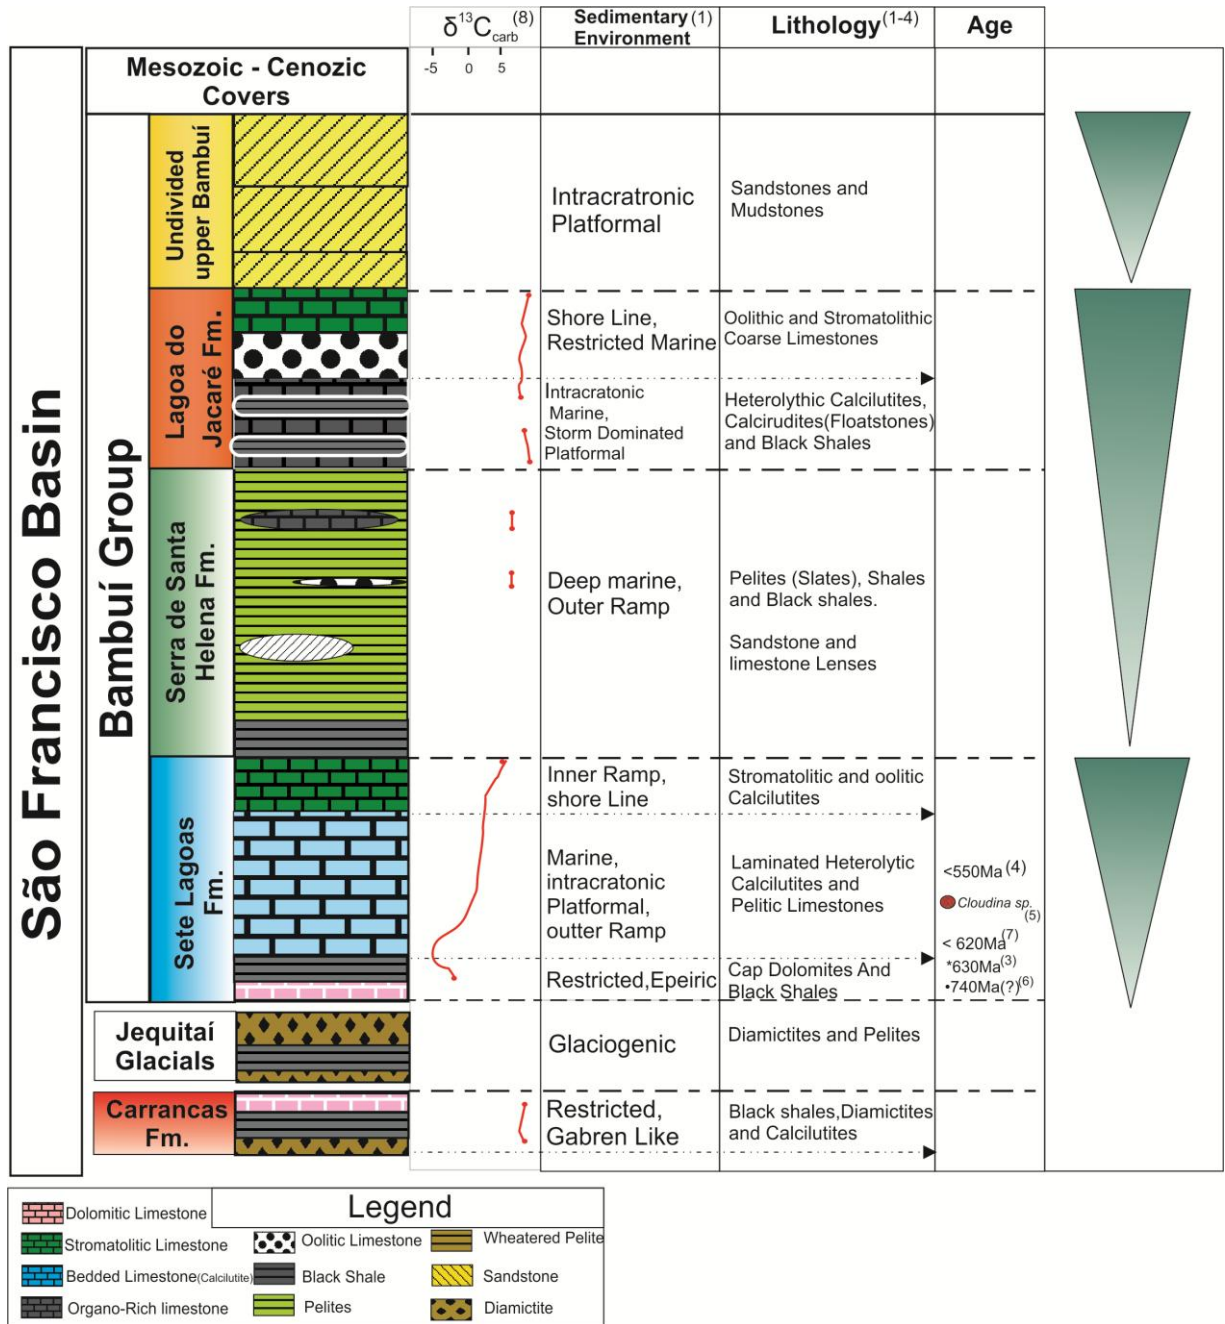 δ13Ccarb (8)
Sedimentary (1)
Environment
Lithology (1-4)
Age
-5 0 5
São Francisco Basin
Mesozoic - Cenozic
Covers
Bambuí Group
Undivided
upper Bambuí
Intracratronic
Platformal
Sandstones and
Mudstones
Lagoa do
Jacaré Fm.
Shore Line,
Restricted Marine
Oolithic and Stromatolithic
Coarse Limestones
Intracratonic
Marine,
Storm Dominated
Platformal
Heterolythic Calcilutites,
Calcirudites(Floatstones)
and Black Shales
Serra de Santa
Helena Fm.
Deep marine,
Outer Ramp
Pelites (Slates), Shales
and Black shales.
Sandstone and
limestone Lenses
Sete Lagoas
Fm.
Inner Ramp,
shore Line
Stromatolitic and oolitic
Calcilutites
Marine,
intracratonic
Platformal,
outter Ramp
Laminated Heterolytic
Calcilutites and
Pelitic Limestones
<550Ma (4)
Cloudina sp.
(5)
< 620Ma (7)
*630Ma (3)
•740Ma(?) (6)
Restricted,Epeiric
Cap Dolomites And
Black Shales
Jequitaí
Glacials
Glaciogenic
Diamictites and Pelites
Carrancas
Fm.
Restricted,
Gabren Like
Black shales,Diamictites
and Calcilutites
Legend
Dolomitic Limestone
Stromatolitic Limestone
Oolitic Limestone
Wheatered Pelite
Bedded Limestone(Calcilutite)
Black Shale
Sandstone
Organo-Rich limestone
Pelites
Diamictite